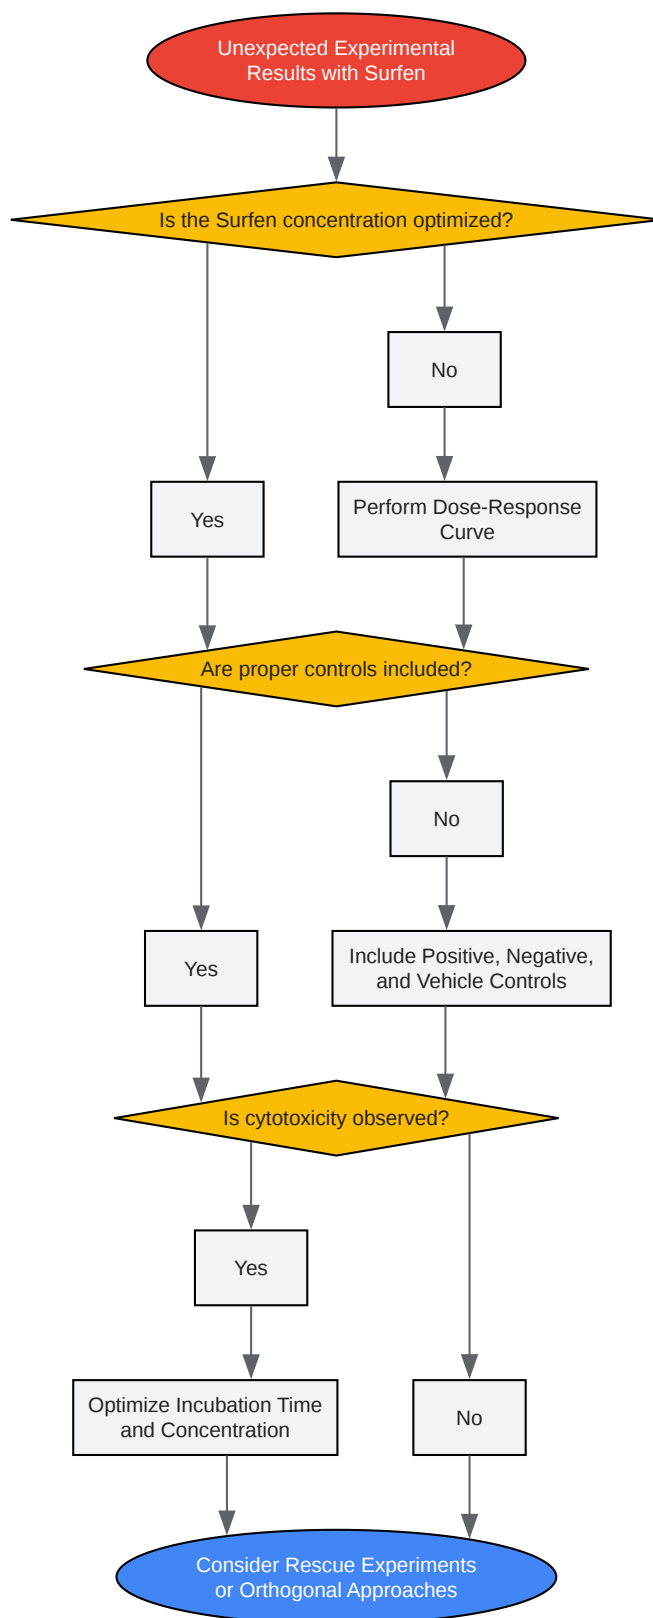 Unexpected Experimental
Results with Surfen
Is the Surfen concentration optimized?
No
Yes
Perform Dose-Response
Curve
Are proper controls included?
No
Yes
Include Positive, Negative,
and Vehicle Controls
Is cytotoxicity observed?
Yes
Optimize Incubation Time
and Concentration
No
Consider Rescue Experiments
or Orthogonal Approaches